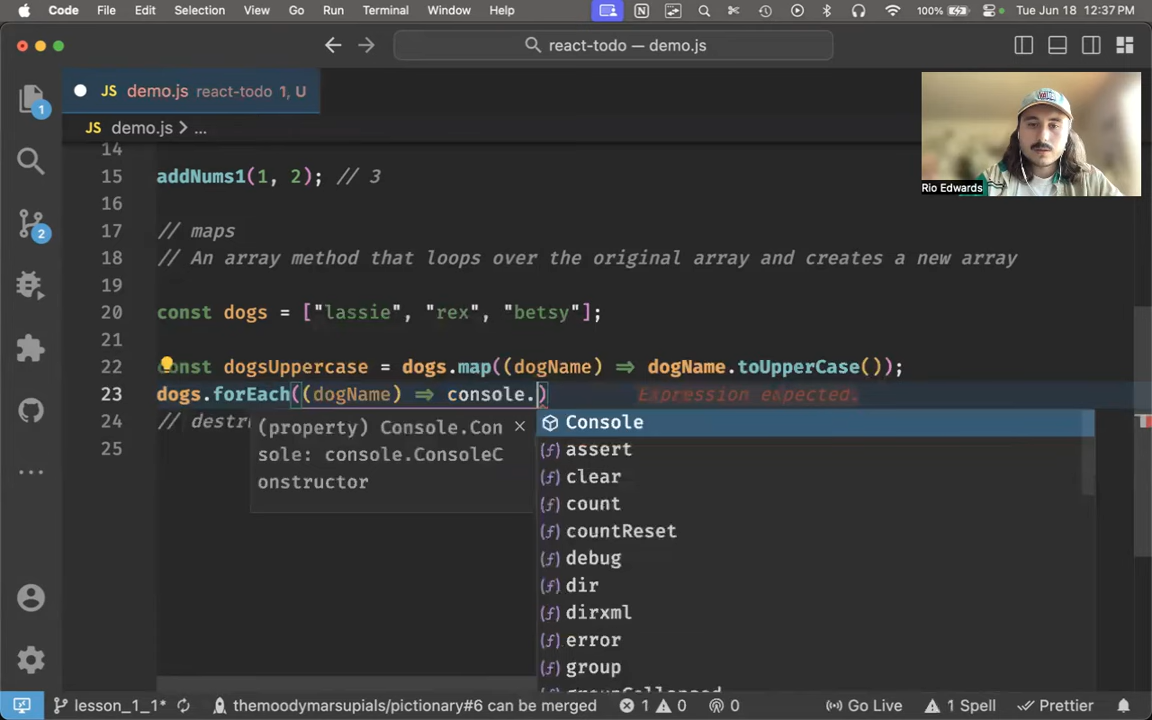 Code File Edit Selection View Go Run Terminal Window Help 100% Tue Jun 18 12:37 PM
react-todo — demo.js
JS demo.js react-todo 1, U
JS demo.js > ...
14
15 addNums1(1, 2); // 3
16
17 // maps
18 // An array method that loops over the original array and creates a new array
19
20 const dogs = ["lassie", "rex", "betsy"];
21
22 const dogsUppercase = dogs.map((dogName) => dogName.toUpperCase());
23 dogs.forEach((dogName) => console.) Expression expected.
24 // destr
25
(property) Console.Con
sole: console.ConsoleC
onstructor
Console
assert
clear
count
countReset
debug
dir
dirxml
error
group
groupCollapsed
Rio Edwards
1
2
lesson_1_1* themoodymarsupials/pictionary#6 can be merged 1 0 0 Go Live 1 Spell Prettier